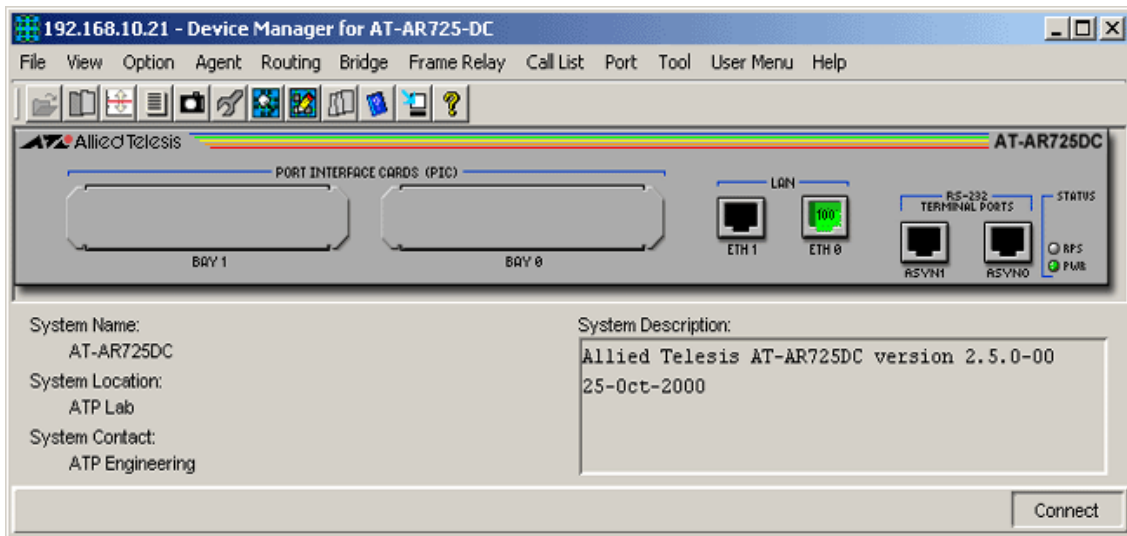 192.168.10.21 - Device Manager for AT-AR725-DC
File View Option Agent Routing Bridge Frame Relay Call List Port Tool User Menu Help
Allied Telesis
AT-AR725DC
PORT INTERFACE CARDS (PIC)
LAN
RS-232
TERMINAL PORTS
STATUS
100
RPS
PWR
BAY 1
BAY 0
ETH 1
ETH 0
ASYN1
ASYN0
System Name:
AT-AR725DC
System Location:
ATP Lab
System Contact:
ATP Engineering
System Description:
Allied Telesis AT-AR725DC version 2.5.0-00
25-Oct-2000
Connect